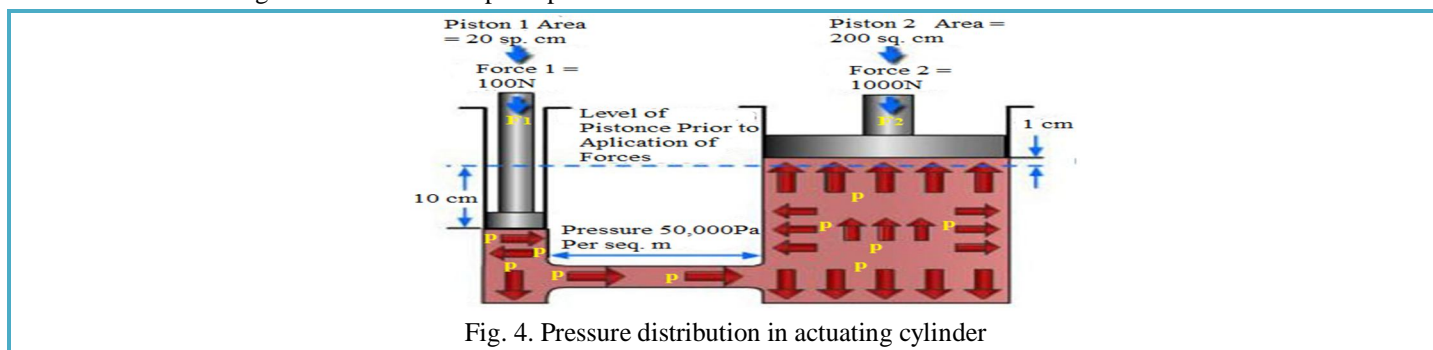 Piston 1 Area
= 20 sp. cm
Force 1 =
100N
F1
Piston 2 Area =
200 sq. cm
Force 2 =
1000N
F2
Level of
Pistonce Prior to
Aplication of
Forces
1 cm
10 cm
Pressure 50,000Pa
Per seq. m
P
P
P
P
P
P
P
P
P
Fig. 4. Pressure distribution in actuating cylinder